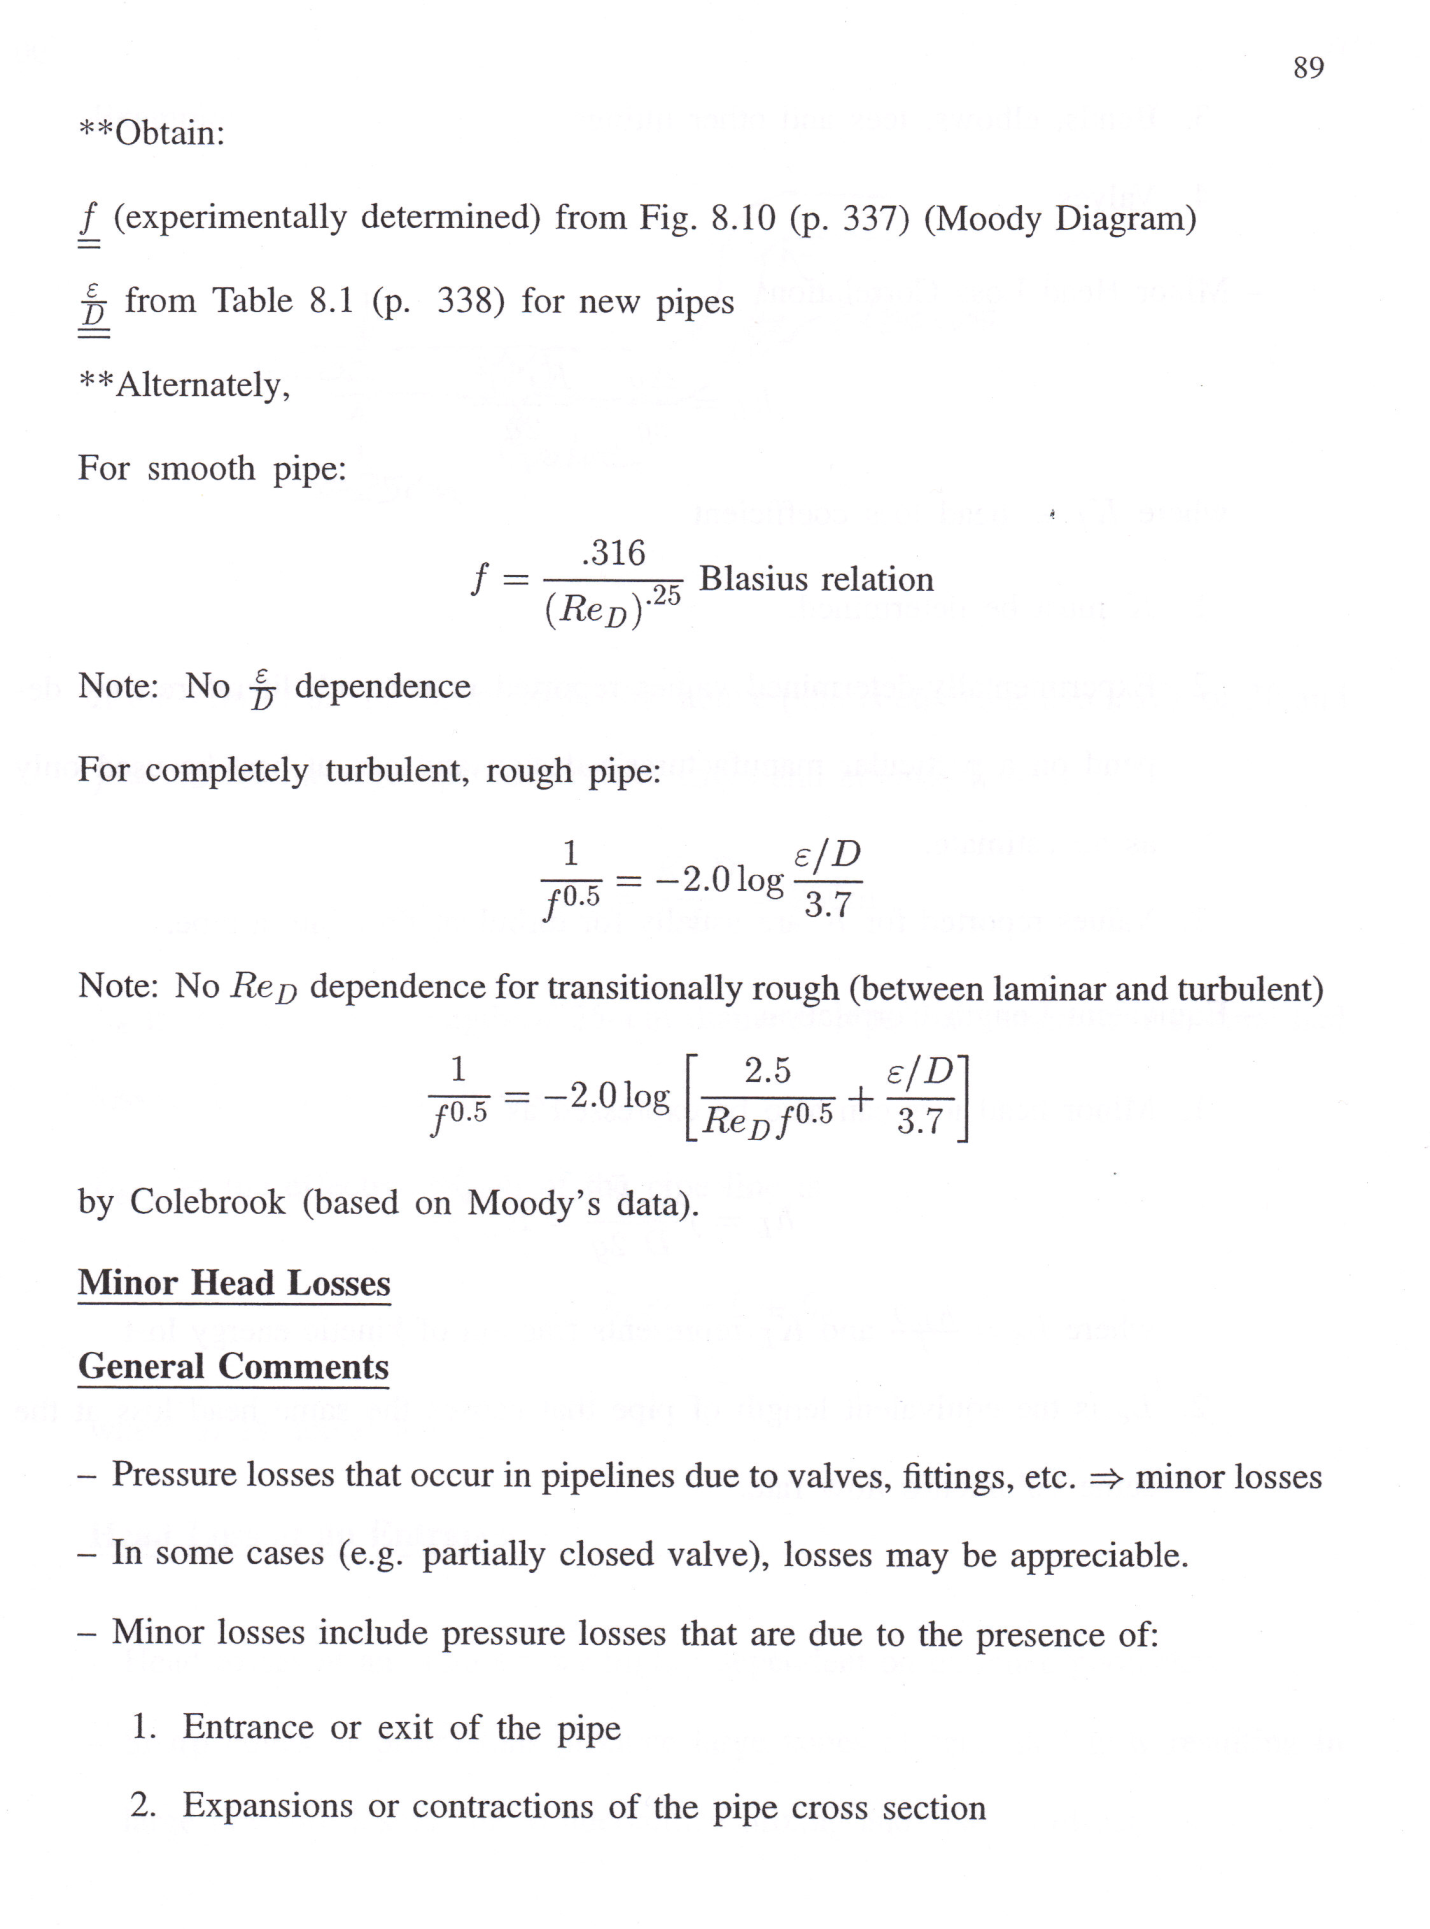 89
**Obtain:
f (experimentally determined) from Fig. 8.10 (p. 337) (Moody Diagram)
ε/D from Table 8.1 (p. 338) for new pipes
**Alternately,
For smooth pipe:
f = .316/(Re_D)^.25 Blasius relation
Note: No ε/D dependence
For completely turbulent, rough pipe:
1/f^0.5 = −2.0 log (ε/D)/3.7
Note: No Re_D dependence for transitionally rough (between laminar and turbulent)
1/f^0.5 = −2.0 log [2.5/(Re_D f^0.5) + (ε/D)/3.7]
by Colebrook (based on Moody's data).
Minor Head Losses
General Comments
– Pressure losses that occur in pipelines due to valves, fittings, etc. ⇒ minor losses
– In some cases (e.g. partially closed valve), losses may be appreciable.
– Minor losses include pressure losses that are due to the presence of:
1. Entrance or exit of the pipe
2. Expansions or contractions of the pipe cross section